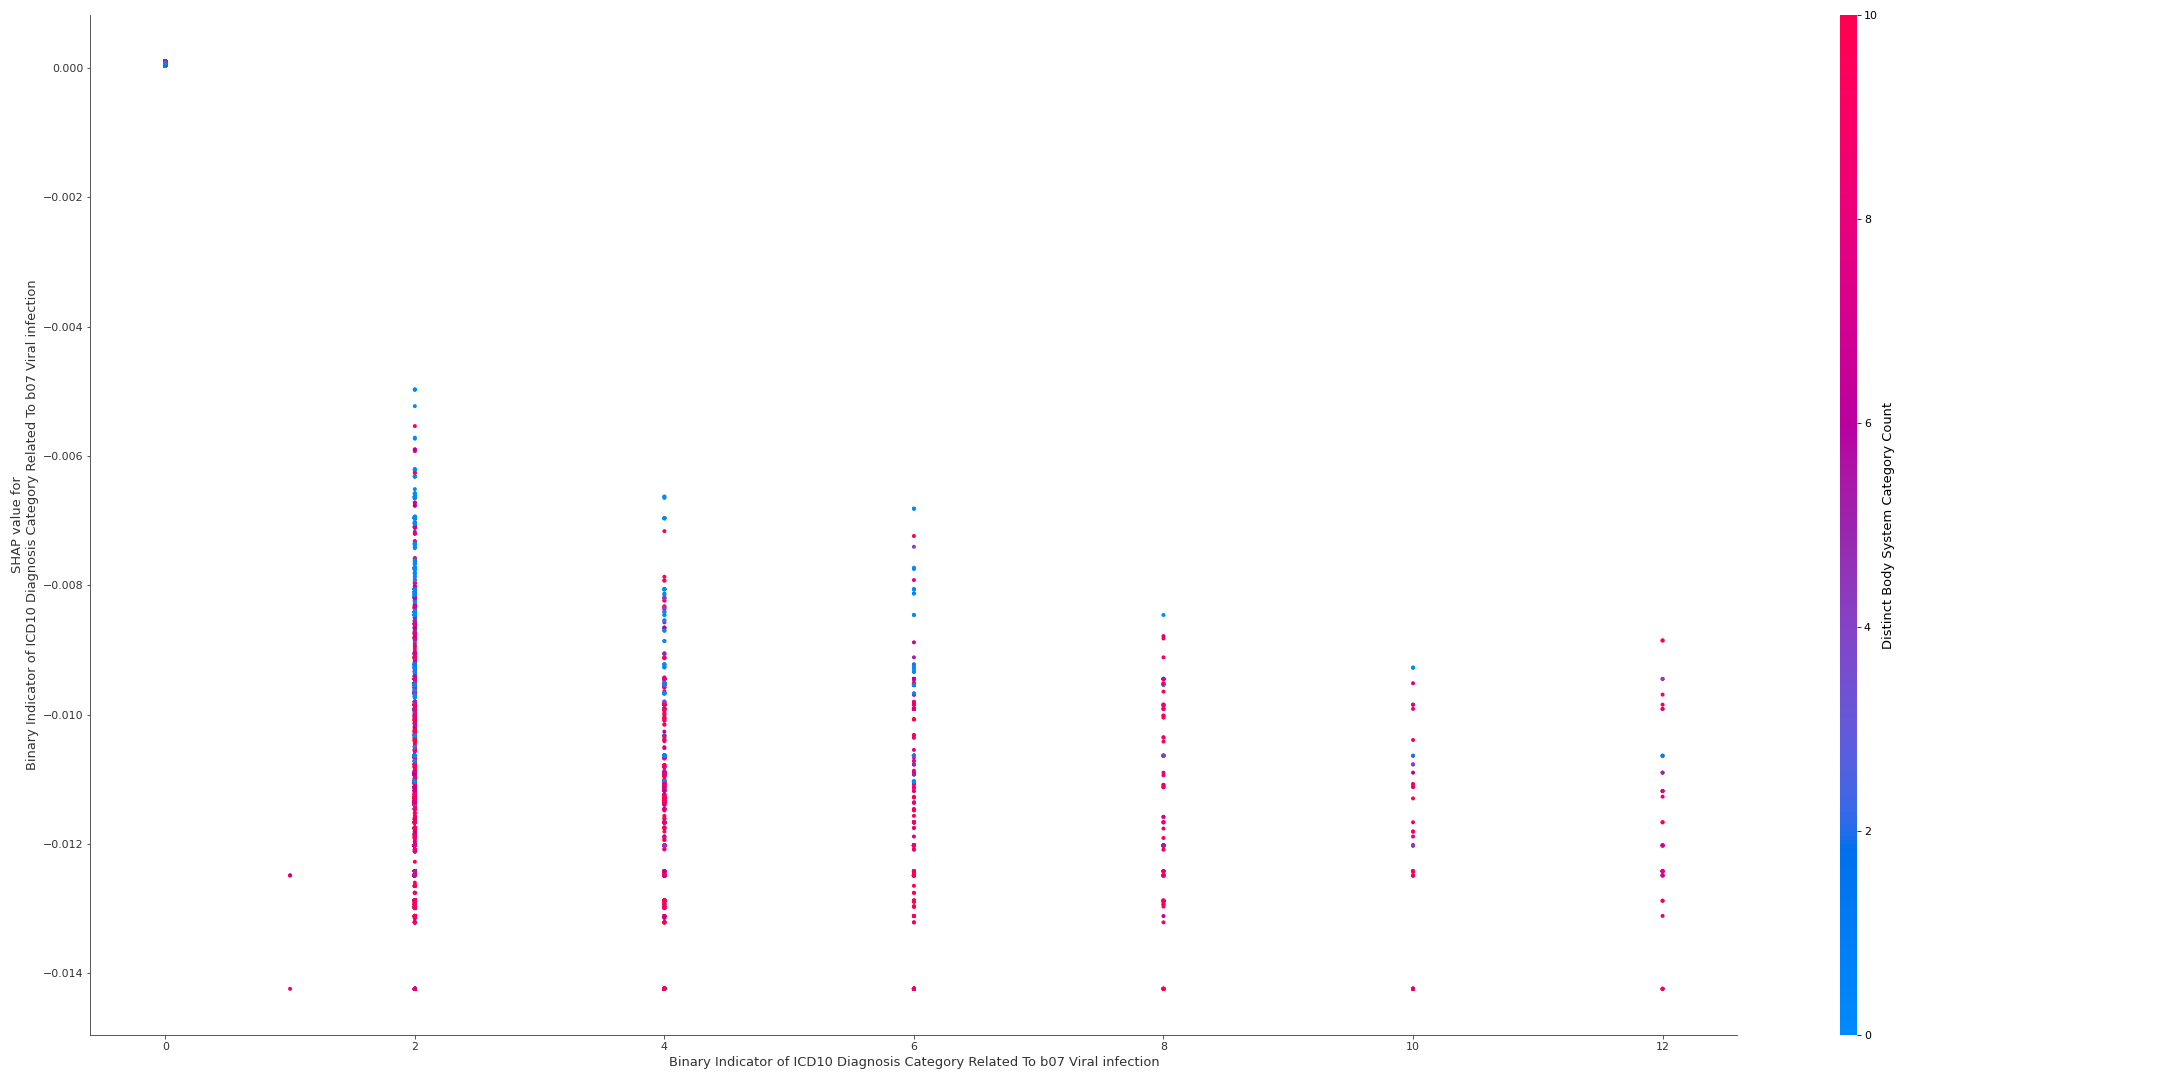 0.000
−0.002
−0.004
−0.006
−0.008
−0.010
−0.012
−0.014
SHAP value for
Binary Indicator of ICD10 Diagnosis Category Related To b07 Viral infection
0 2 4 6 8 10 12
Binary Indicator of ICD10 Diagnosis Category Related To b07 Viral infection
10
8
6
4
2
0
Distinct Body System Category Count